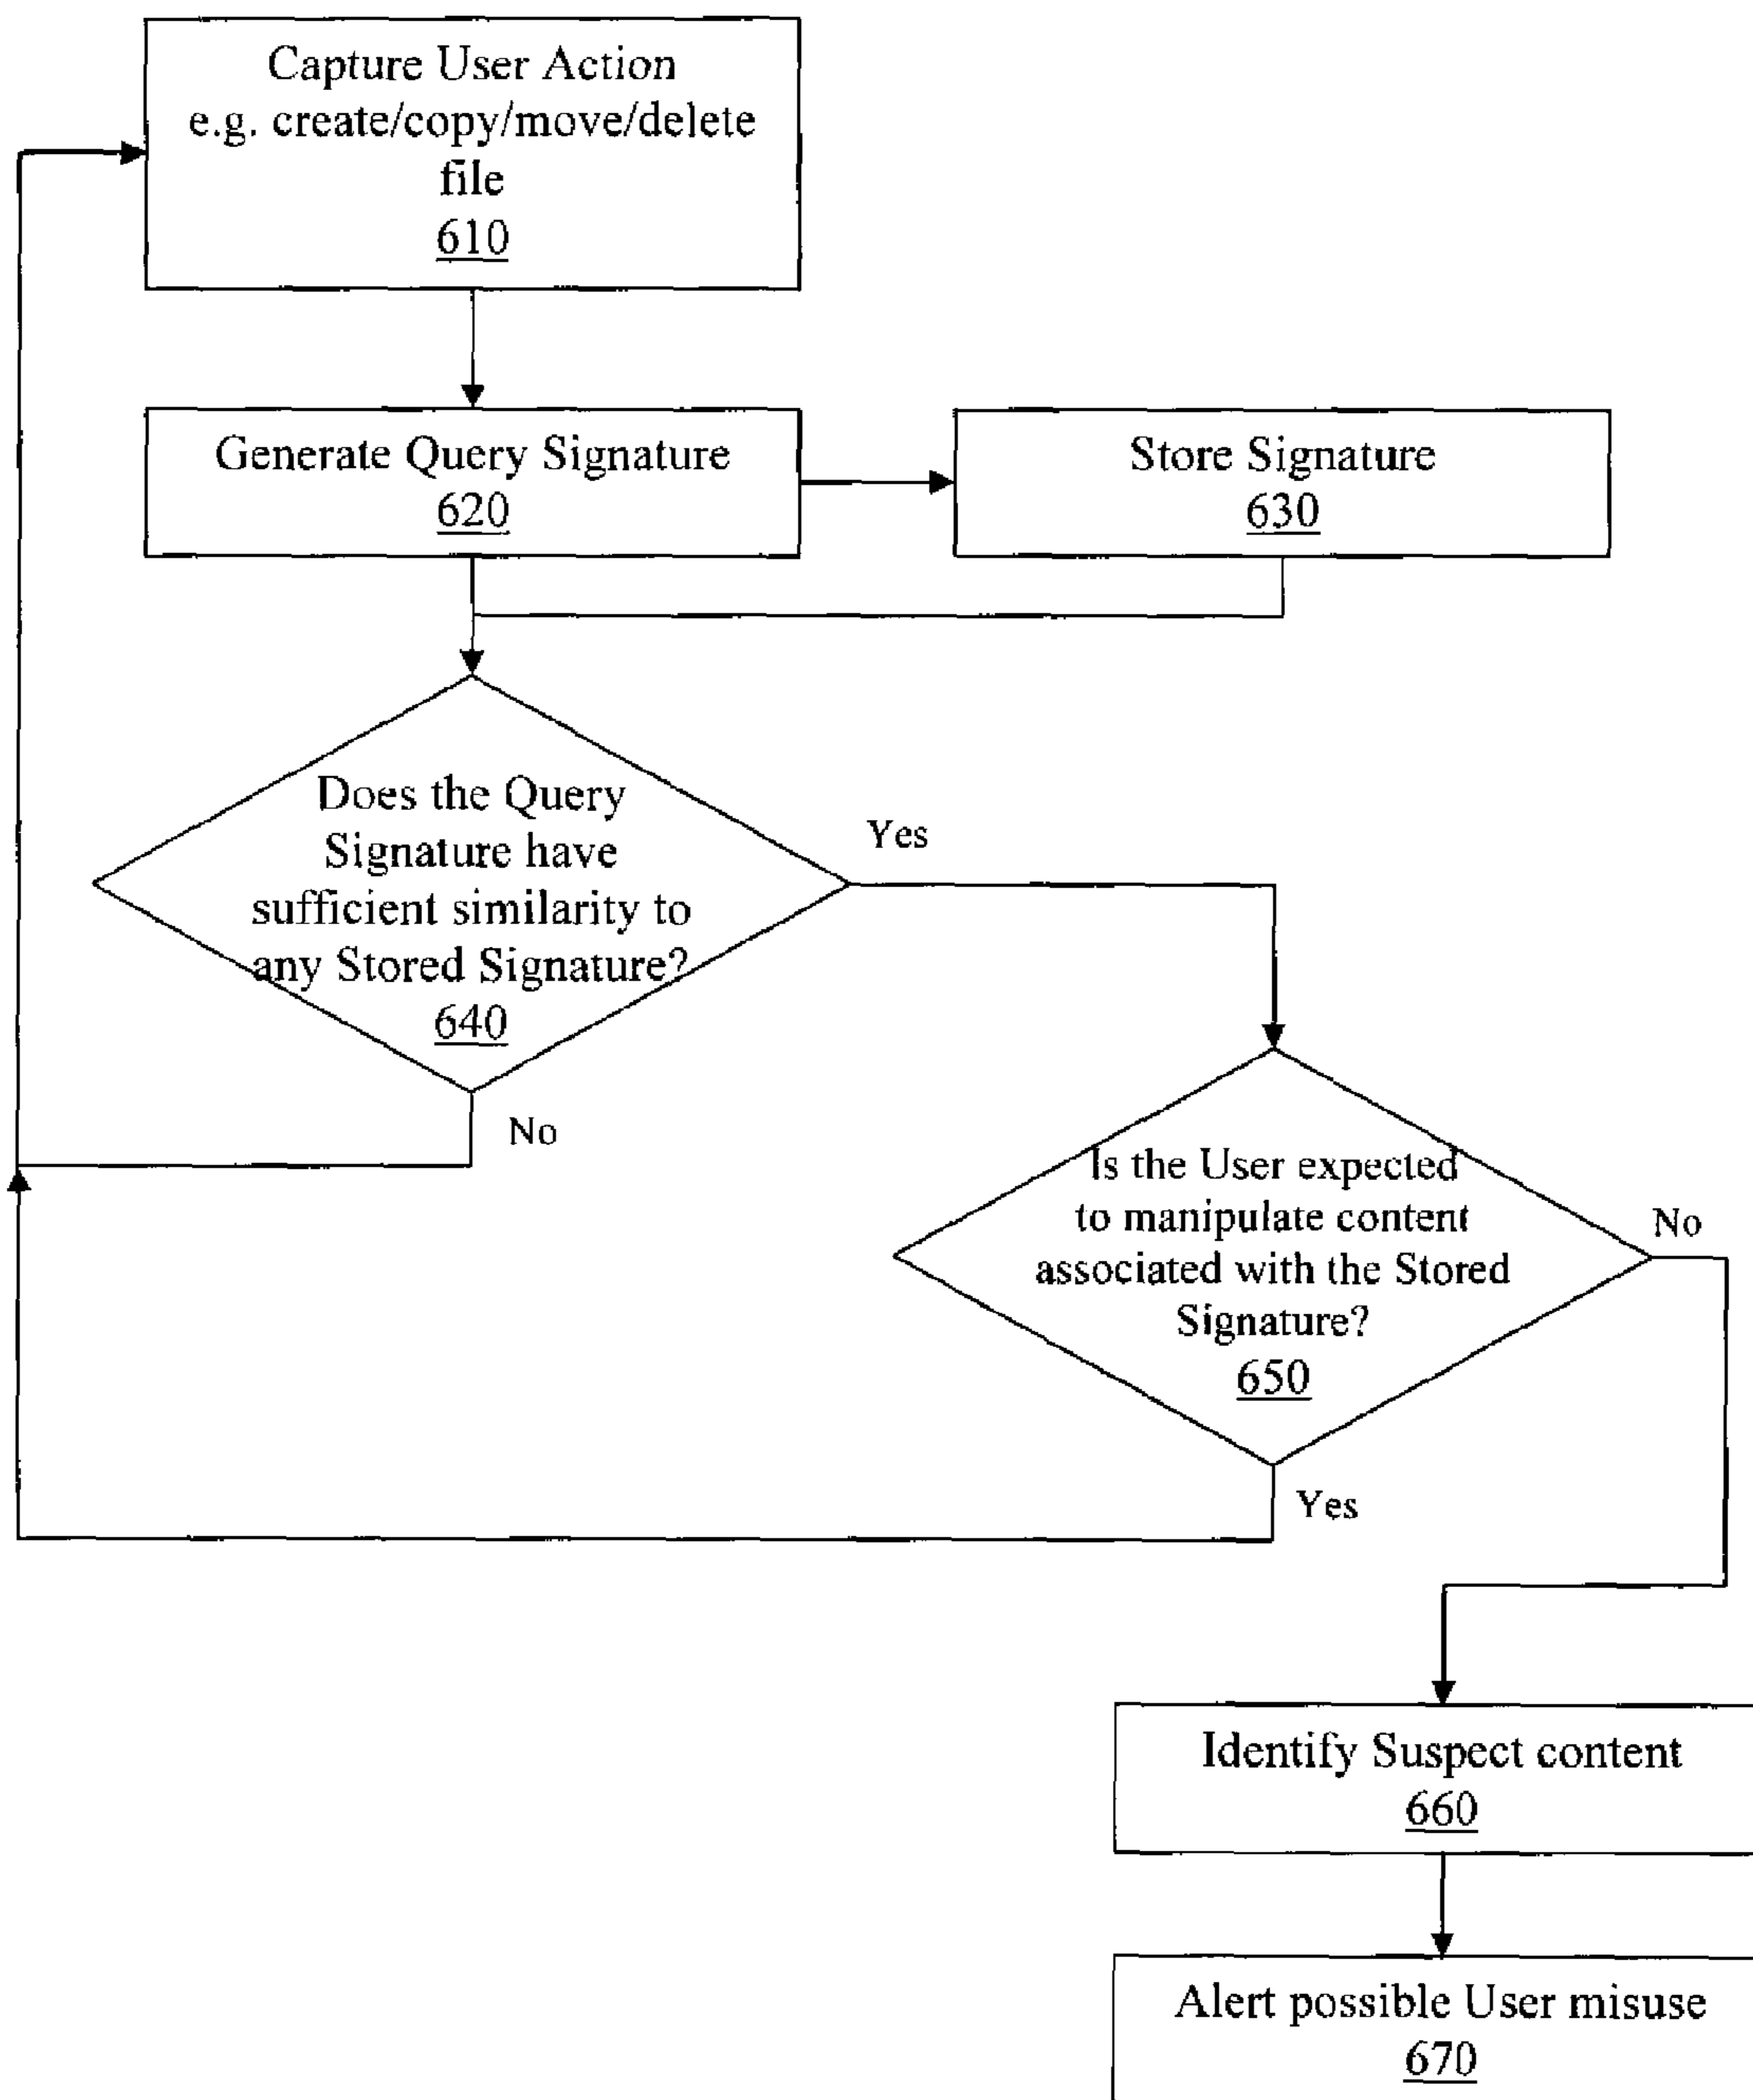 Capture User Action
e.g. create/copy/move/delete
file
610
Generate Query Signature
620
Store Signature
630
Does the Query
Signature have
sufficient similarity to
any Stored Signature?
640
Yes
No
Is the User expected
to manipulate content
associated with the Stored
Signature?
650
No
Yes
Identify Suspect content
660
Alert possible User misuse
670